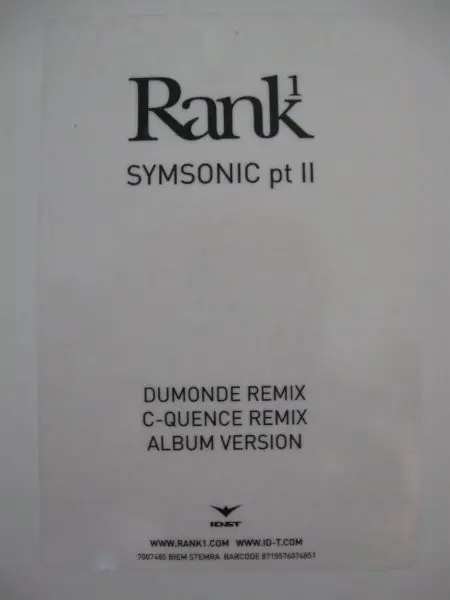 Rank1
SYMSONIC pt II
DUMONDE REMIX
C-QUENCE REMIX
ALBUM VERSION
ID&T
WWW.RANK1.COM WWW.ID-T.COM
7007485 BIEM STEMRA BARCODE 8715576074851